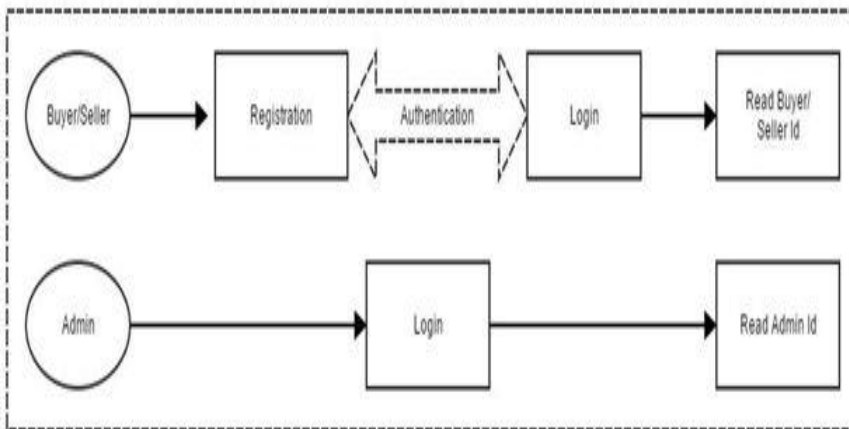 Buyer/Seller
Registration
Authentication
Login
Read Buyer/
Seller Id
Admin
Login
Read Admin Id